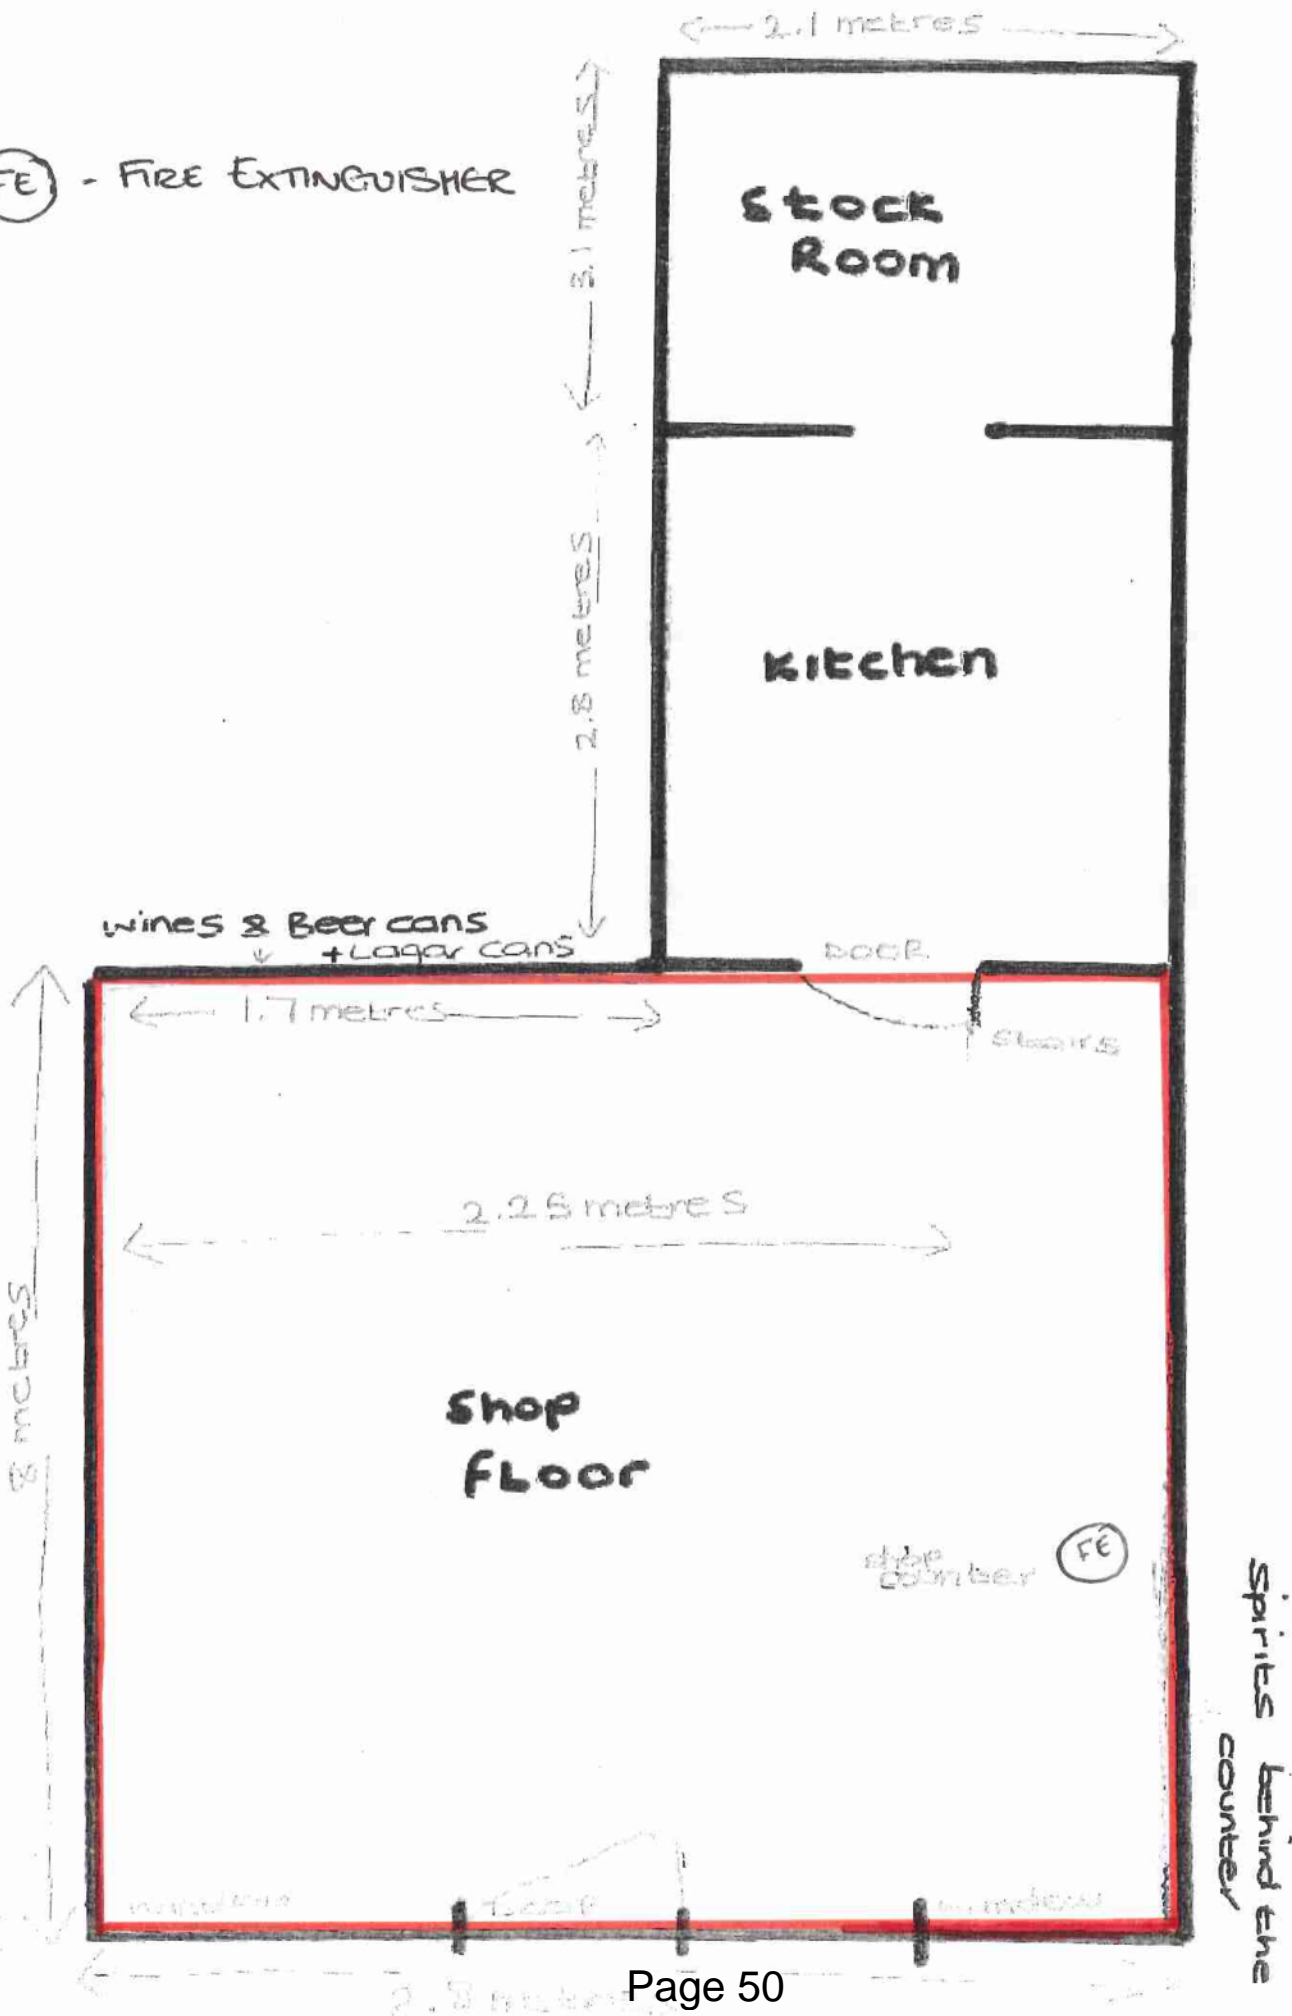 2.1 metres
FE - FIRE EXTINGUISHER
3.1 metres
Stock
Room
2.8 metres
Kitchen
wines & Beer cans
+Lagar cans
DOOR
1.7 metres
stairs
2.25 metres
8 metres
Shop
FLOOR
shop
counter
FE
Spirits behind the
counter
window
Door
window
Page 50